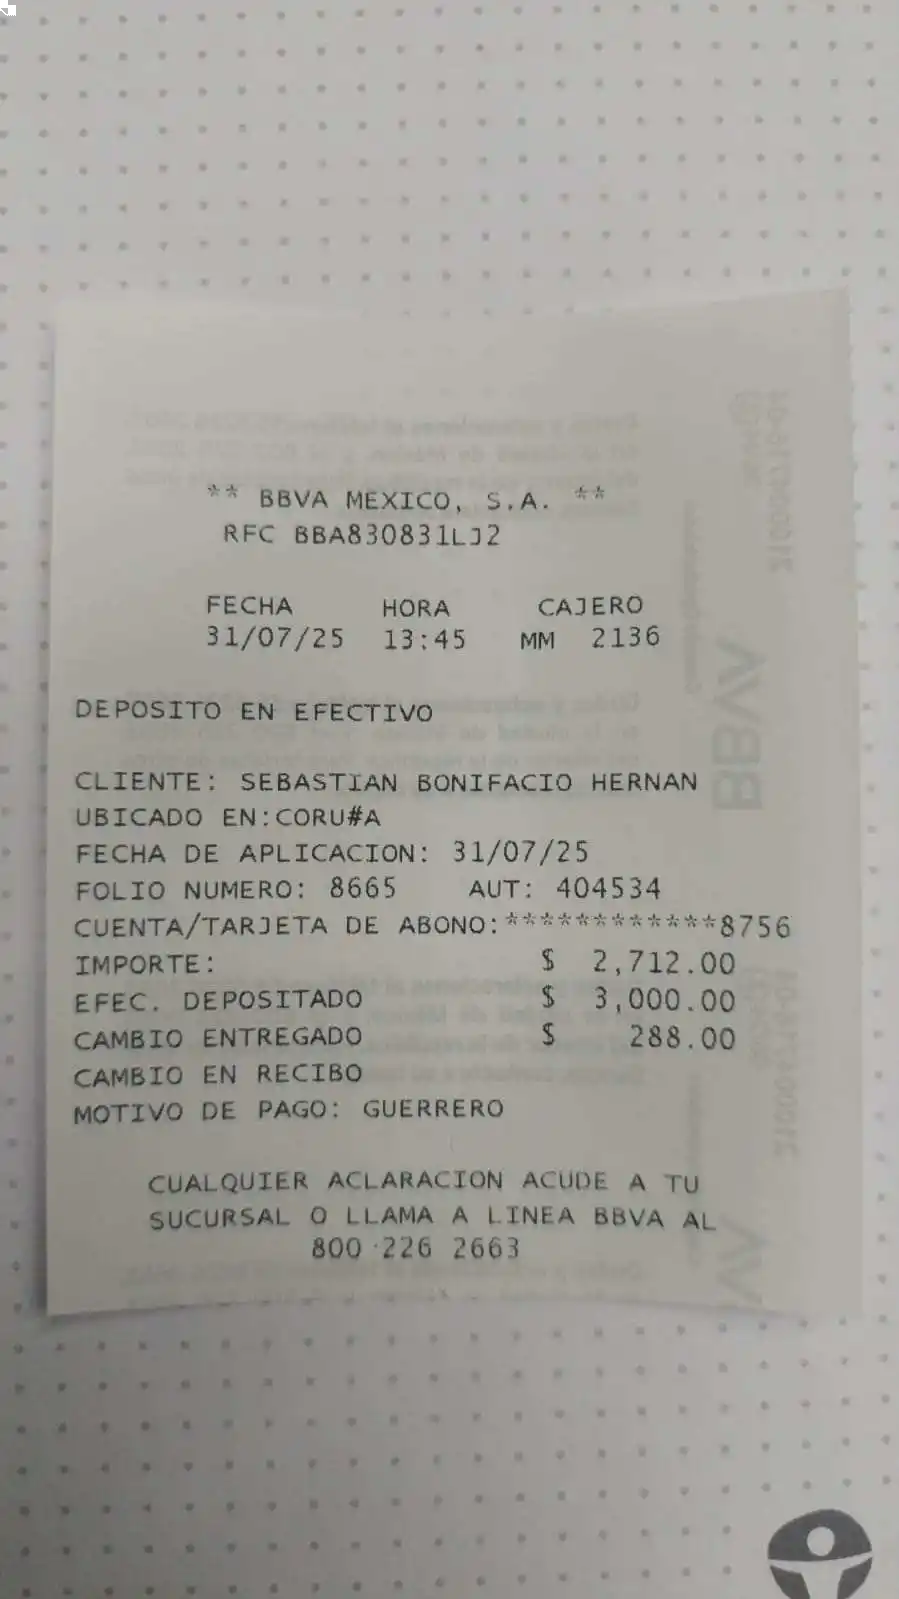 ** BBVA MEXICO, S.A. **
RFC BBA830831LJ2
FECHA HORA CAJERO
31/07/25 13:45 MM 2136
DEPOSITO EN EFECTIVO
CLIENTE: SEBASTIAN BONIFACIO HERNAN
UBICADO EN:CORU#A
FECHA DE APLICACION: 31/07/25
FOLIO NUMERO: 8665 AUT: 404534
CUENTA/TARJETA DE ABONO:************8756
IMPORTE: $ 2,712.00
EFEC. DEPOSITADO $ 3,000.00
CAMBIO ENTREGADO $ 288.00
CAMBIO EN RECIBO
MOTIVO DE PAGO: GUERRERO
CUALQUIER ACLARACION ACUDE A TU
SUCURSAL O LLAMA A LINEA BBVA AL
800 226 2663
BBVA